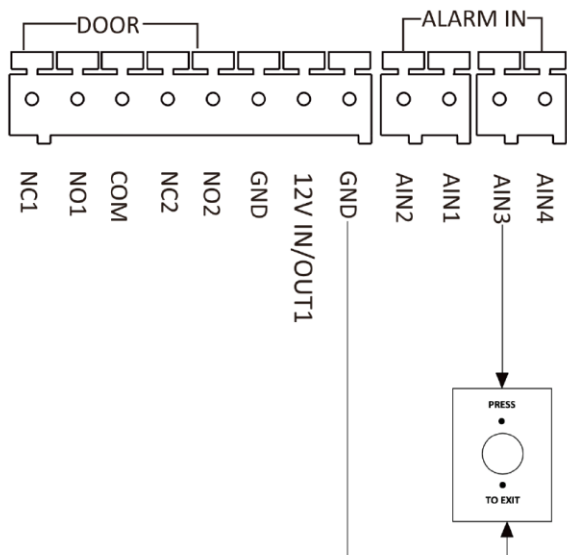 DOOR
ALARM IN
NC1
NO1
COM
NC2
NO2
GND
12V IN/OUT1
GND
AIN2
AIN1
AIN3
AIN4
PRESS
TO EXIT